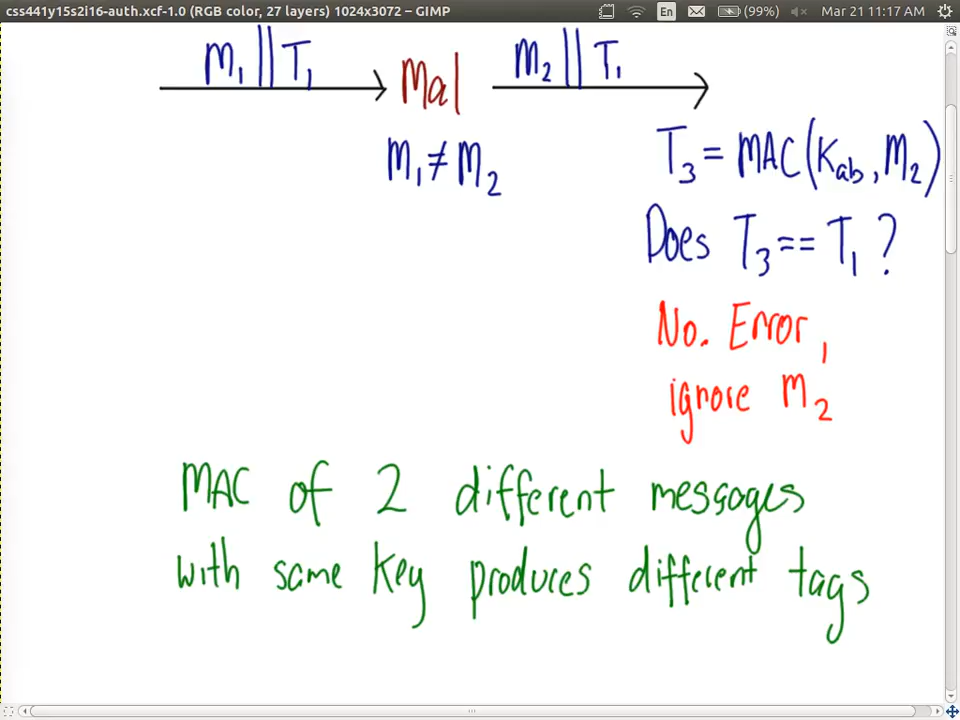 css441y15s2i16-auth.xcf-1.0 (RGB color, 27 layers) 1024x3072 – GIMP
En
(99%)
Mar 21 11:17 AM
M₁||T₁ Mal M₂||T₁
M₁≠M₂
T₃ = MAC(Kab, M₂)
Does T₃ == T₁ ?
No. Error,
ignore M₂
MAC of 2 different messages
with same key produces different tags